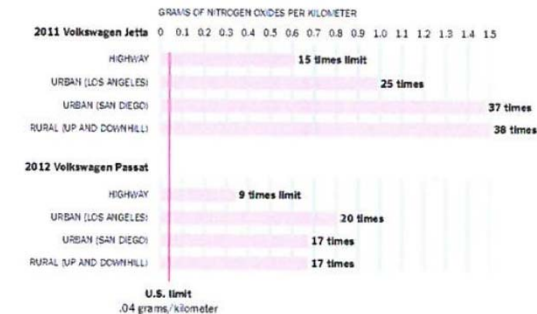 GRAMS OF NITROGEN OXIDES PER KILOMETER
2011 Volkswagen Jetta 0 0.1 0.2 0.3 0.4 0.5 0.6 0.7 0.8 0.9 1.0 1.1 1.2 1.3 1.4 1.5
HIGHWAY 15 times limit
URBAN (LOS ANGELES) 25 times
URBAN (SAN DIEGO) 37 times
RURAL (UP AND DOWNHILL) 38 times
2012 Volkswagen Passat
HIGHWAY 9 times limit
URBAN (LOS ANGELES) 20 times
URBAN (SAN DIEGO) 17 times
RURAL (UP AND DOWNHILL) 17 times
U.S. limit
.04 grams/kilometer